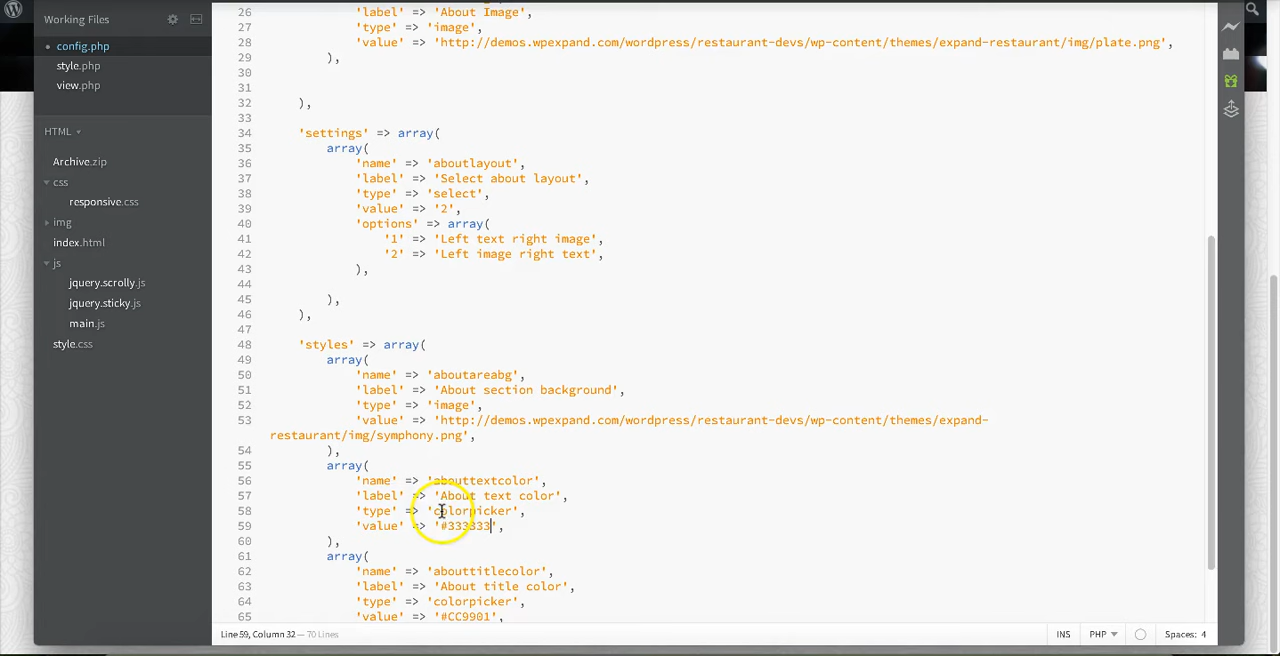 Working Files
config.php
style.php
view.php
HTML
Archive.zip
css
responsive.css
img
index.html
js
jquery.scrolly.js
jquery.sticky.js
main.js
style.css
26 'label' => 'About Image',
27 'type' => 'image',
28 'value' => 'http://demos.wpexpand.com/wordpress/restaurant-devs/wp-content/themes/expand-restaurant/img/plate.png',
29 ),
30
31
32 ),
33
34 'settings' => array(
35 array(
36 'name' => 'aboutlayout',
37 'label' => 'Select about layout',
38 'type' => 'select',
39 'value' => '2',
40 'options' => array(
41 '1' => 'Left text right image',
42 '2' => 'Left image right text',
43 ),
44
45 ),
46 ),
47
48 'styles' => array(
49 array(
50 'name' => 'aboutareabg',
51 'label' => 'About section background',
52 'type' => 'image',
53 'value' => 'http://demos.wpexpand.com/wordpress/restaurant-devs/wp-content/themes/expand-
restaurant/img/symphony.png',
54 ),
55 array(
56 'name' => 'abouttextcolor',
57 'label' => 'About text color',
58 'type' => 'colorpicker',
59 'value' => '#333333',
60 ),
61 array(
62 'name' => 'abouttitlecolor',
63 'label' => 'About title color',
64 'type' => 'colorpicker',
65 'value' => '#CC9901',
Line 59, Column 32 — 70 Lines
INS
PHP
Spaces: 4